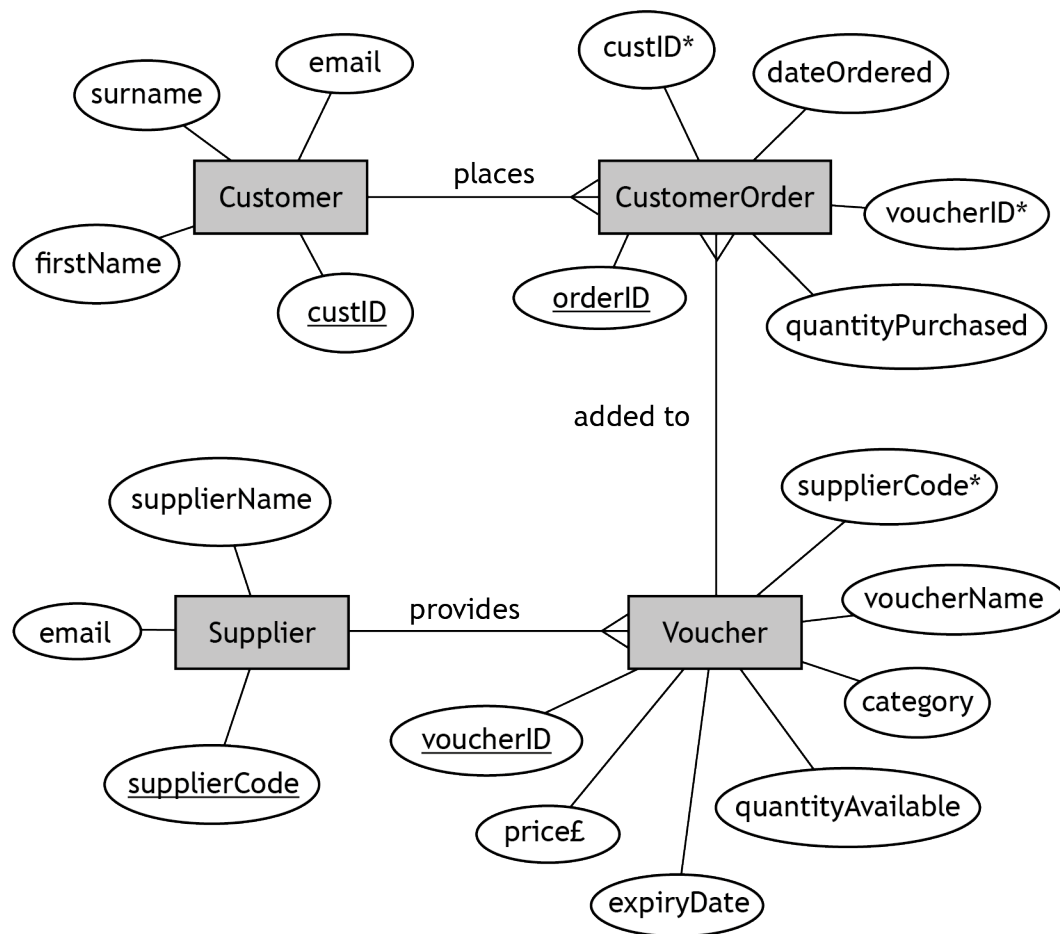 email
custID*
dateOrdered
surname
places
Customer
CustomerOrder
voucherID*
firstName
custID
orderID
quantityPurchased
added to
supplierCode*
supplierName
voucherName
provides
email
Supplier
Voucher
category
voucherID
supplierCode
price£
quantityAvailable
expiryDate